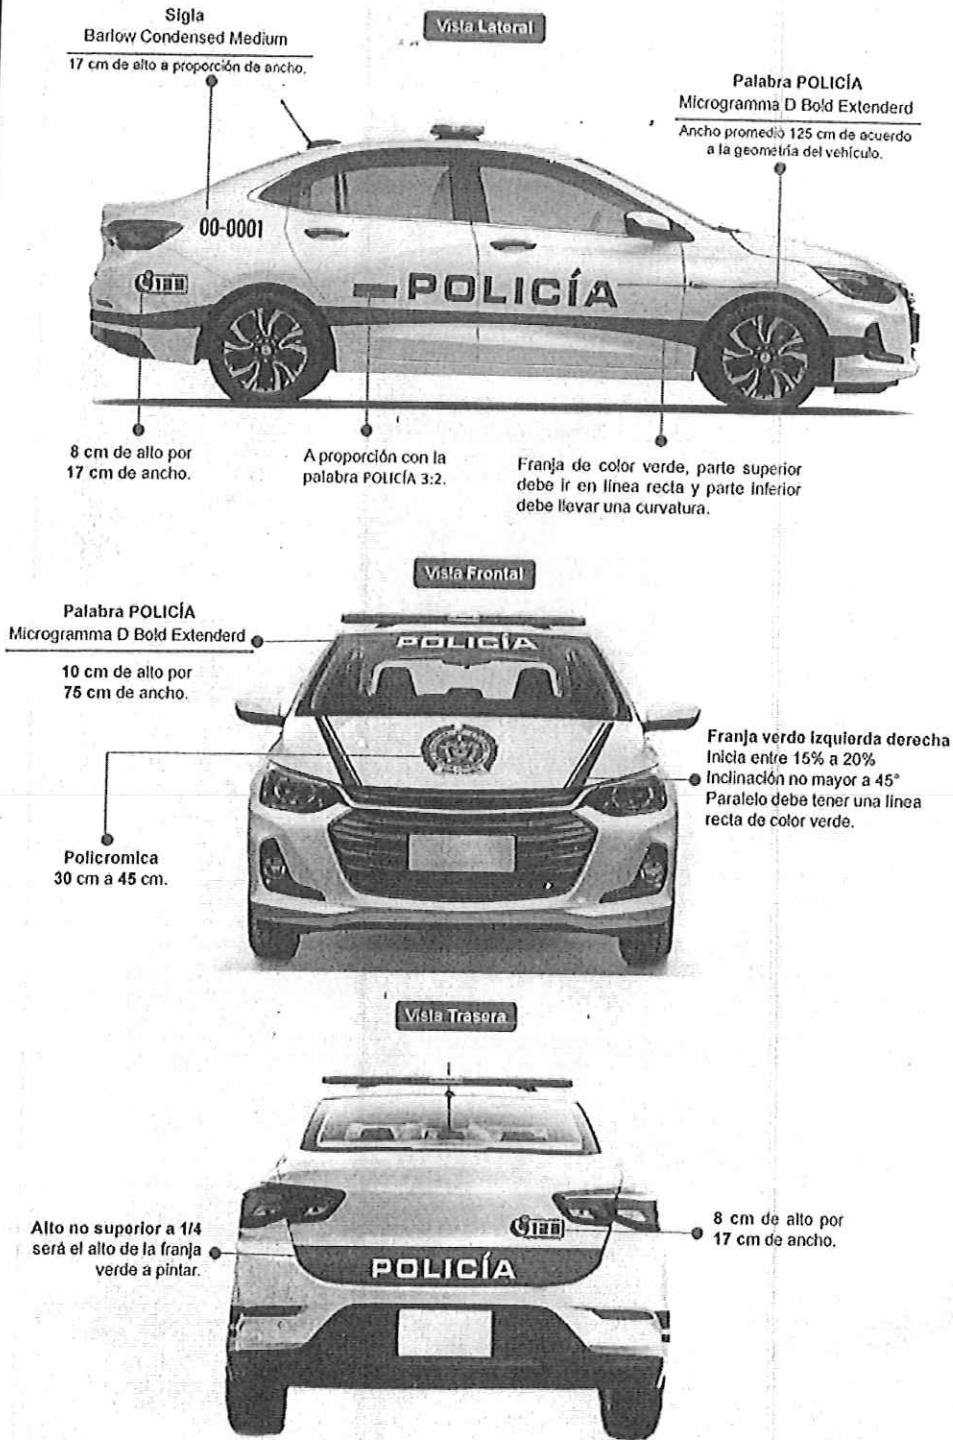 Sigla
Barlow Condensed Medium
17 cm de alto a proporción de ancho.
Vista Lateral
Palabra POLICÍA
Microgramma D Bold Extenderd
Ancho promedio 125 cm de acuerdo
a la geometría del vehículo.
00-0001
POLICÍA
8 cm de alto por
17 cm de ancho.
A proporción con la
palabra POLICÍA 3:2.
Franja de color verde, parte superior
debe ir en línea recta y parte inferior
debe llevar una curvatura.
Vista Frontal
Palabra POLICÍA
Microgramma D Bold Extenderd
10 cm de alto por
75 cm de ancho.
POLICÍA
Franja verde izquierda derecha
Inicia entre 15% a 20%
Inclinación no mayor a 45°
Paralelo debe tener una línea
recta de color verde.
Policromica
30 cm a 45 cm.
Vista Trasera
Alto no superior a 1/4
será el alto de la franja
verde a pintar.
POLICÍA
8 cm de alto por
17 cm de ancho.